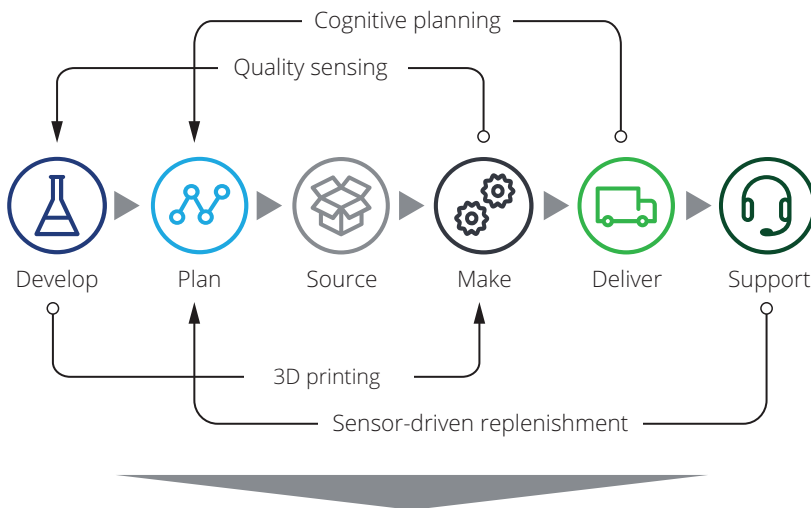 Cognitive planning
Quality sensing
Develop
Plan
Source
Make
Deliver
Support
3D printing
Sensor-driven replenishment